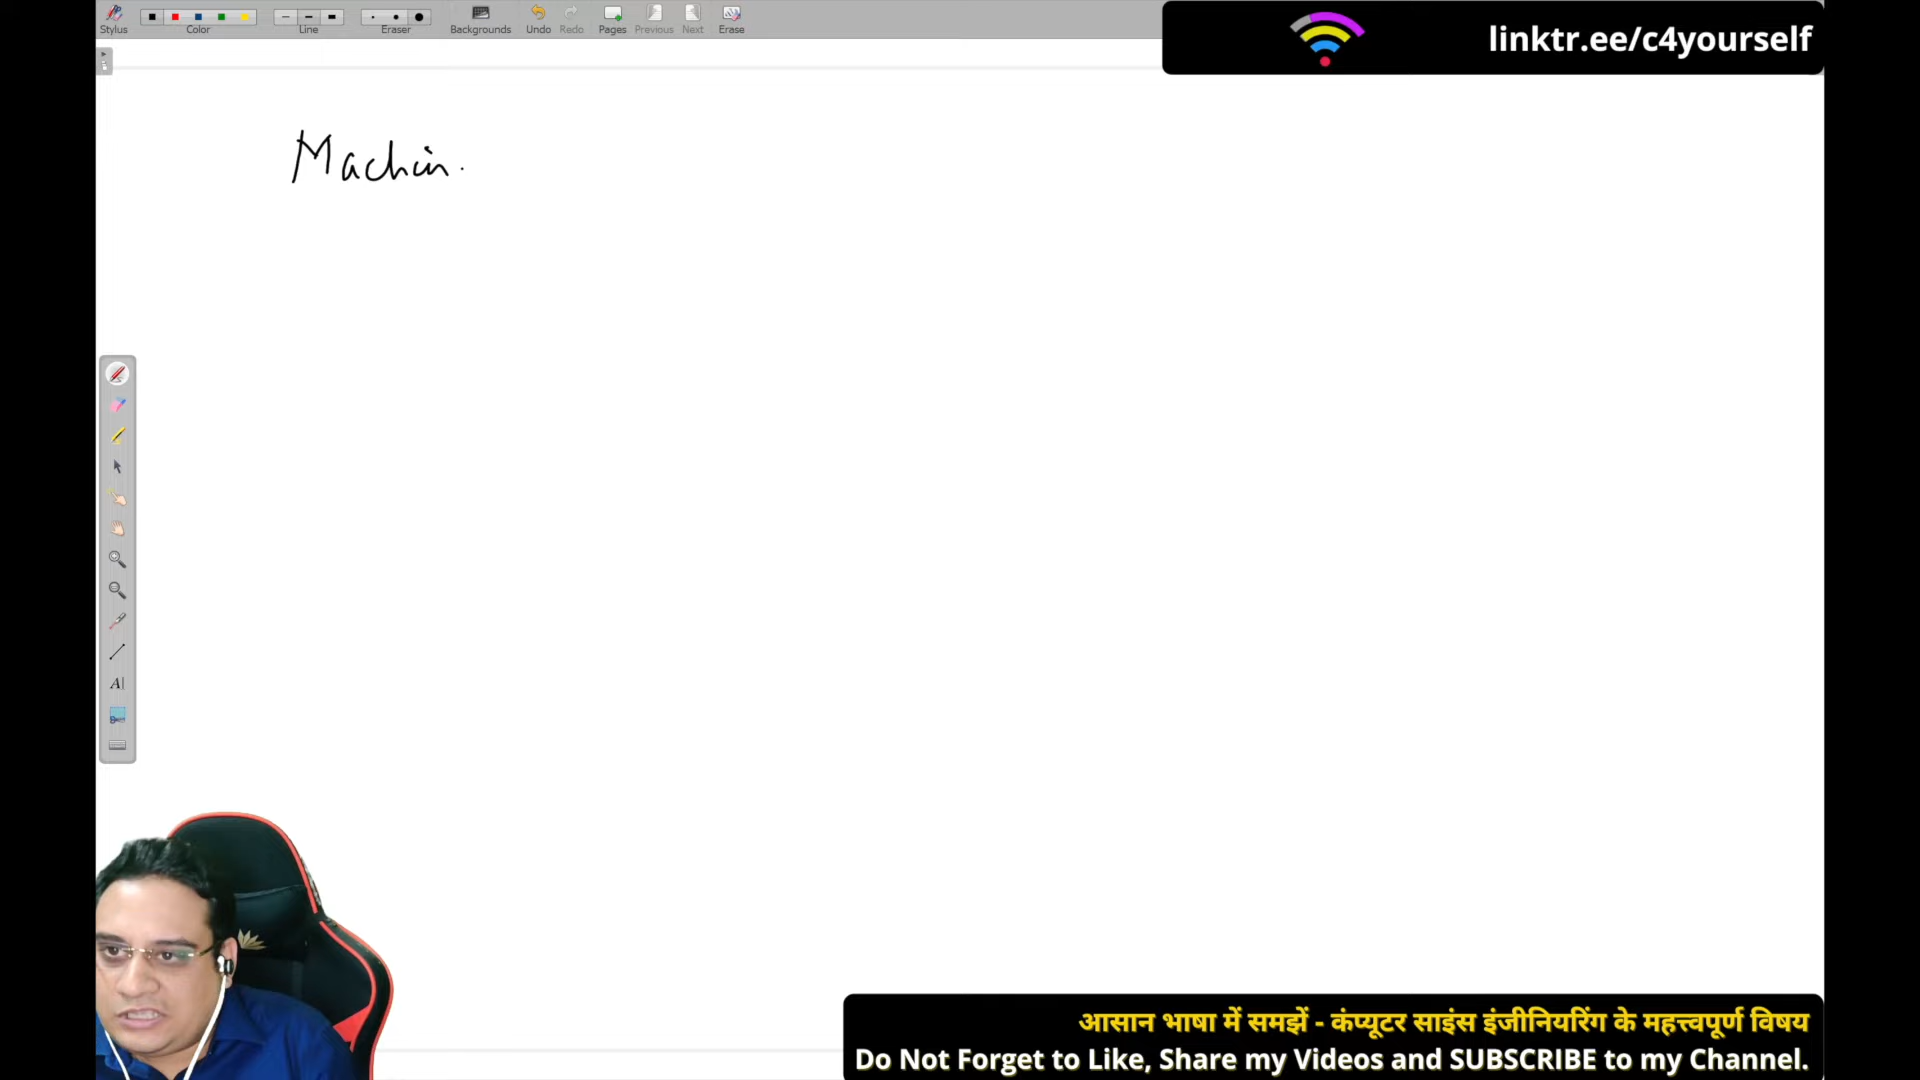 Stylus Color Line Eraser Backgrounds Undo Redo Pages Previous Next Erase
linktr.ee/c4yourself
Machin
आसान भाषा में समझें - कंप्यूटर साइंस इंजीनियरिंग के महत्त्वपूर्ण विषय
Do Not Forget to Like, Share my Videos and SUBSCRIBE to my Channel.